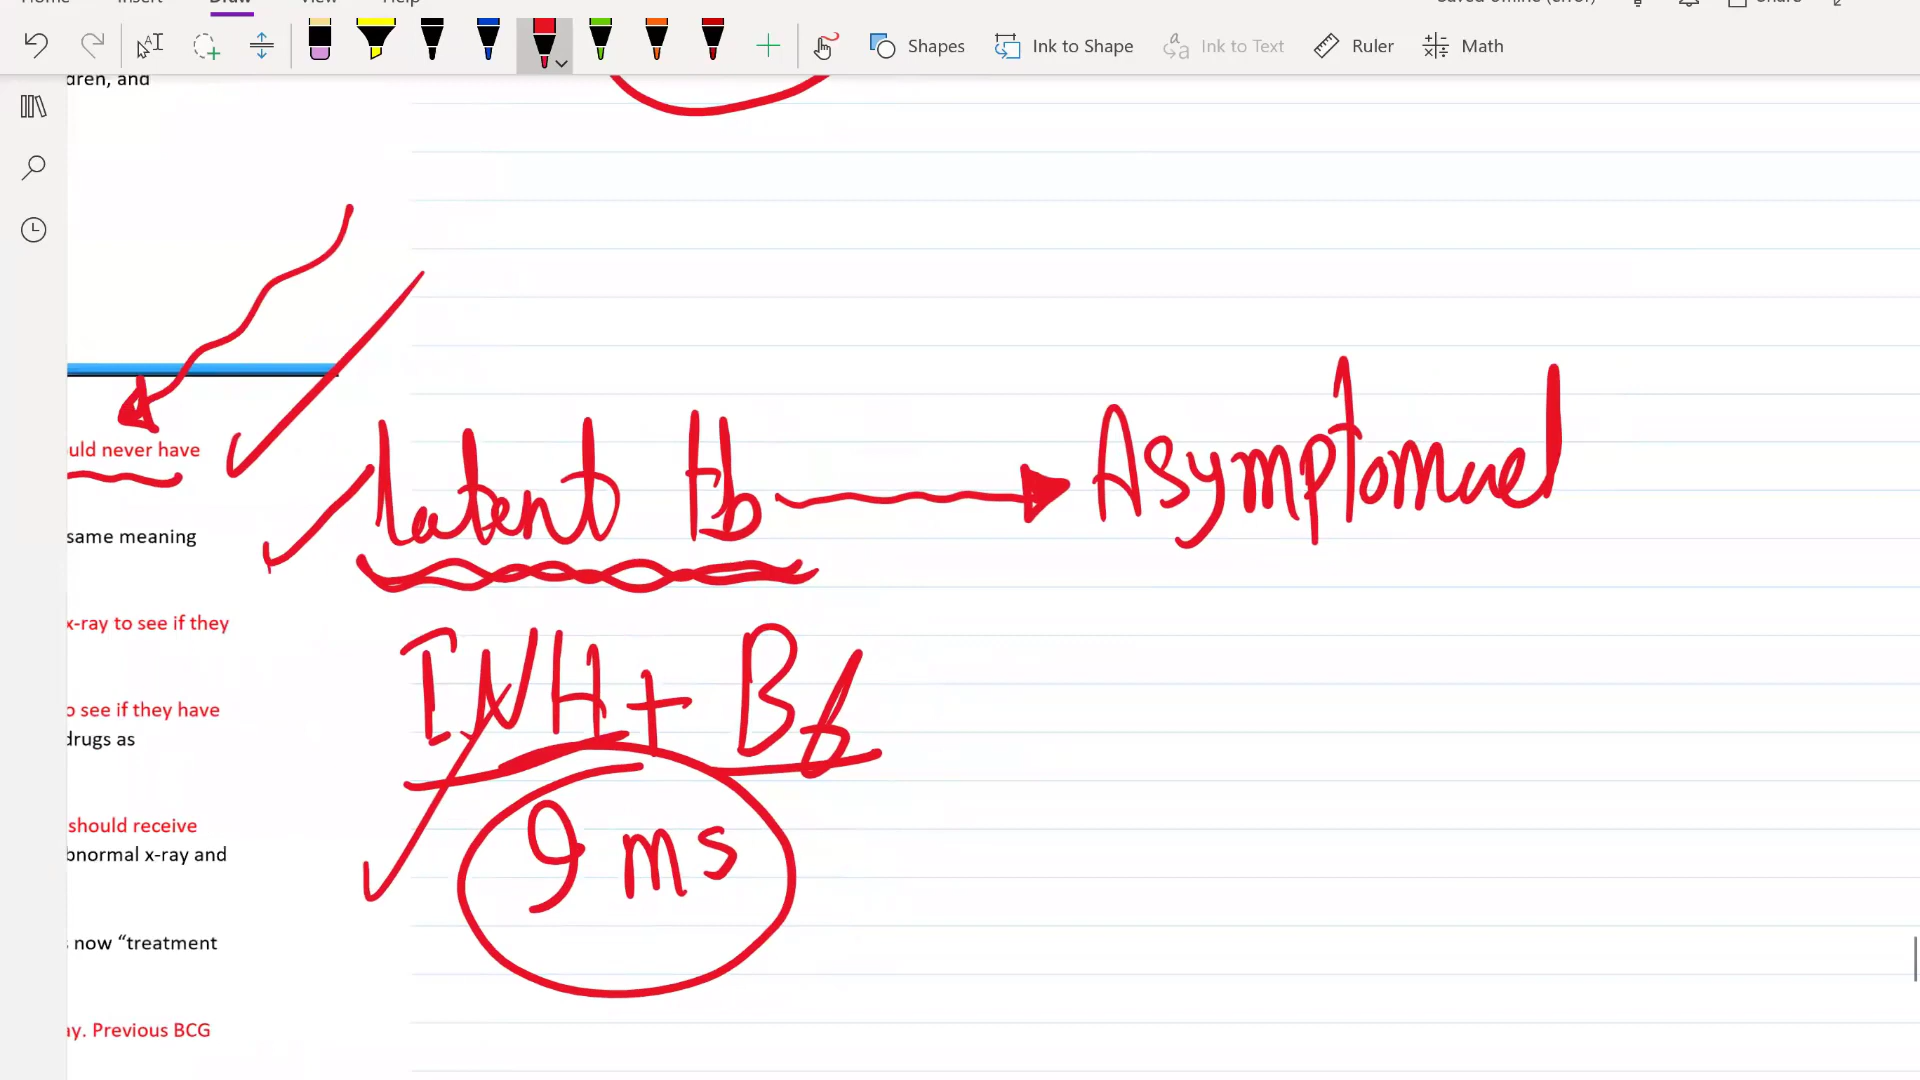 Draw
Shapes
Ink to Shape
Ink to Text
Ruler
Math
dren, and
uld never have
same meaning
x-ray to see if they
o see if they have
drugs as
should receive
bnormal x-ray and
now “treatment
ay. Previous BCG
latent tb
INH + B6
9 ms